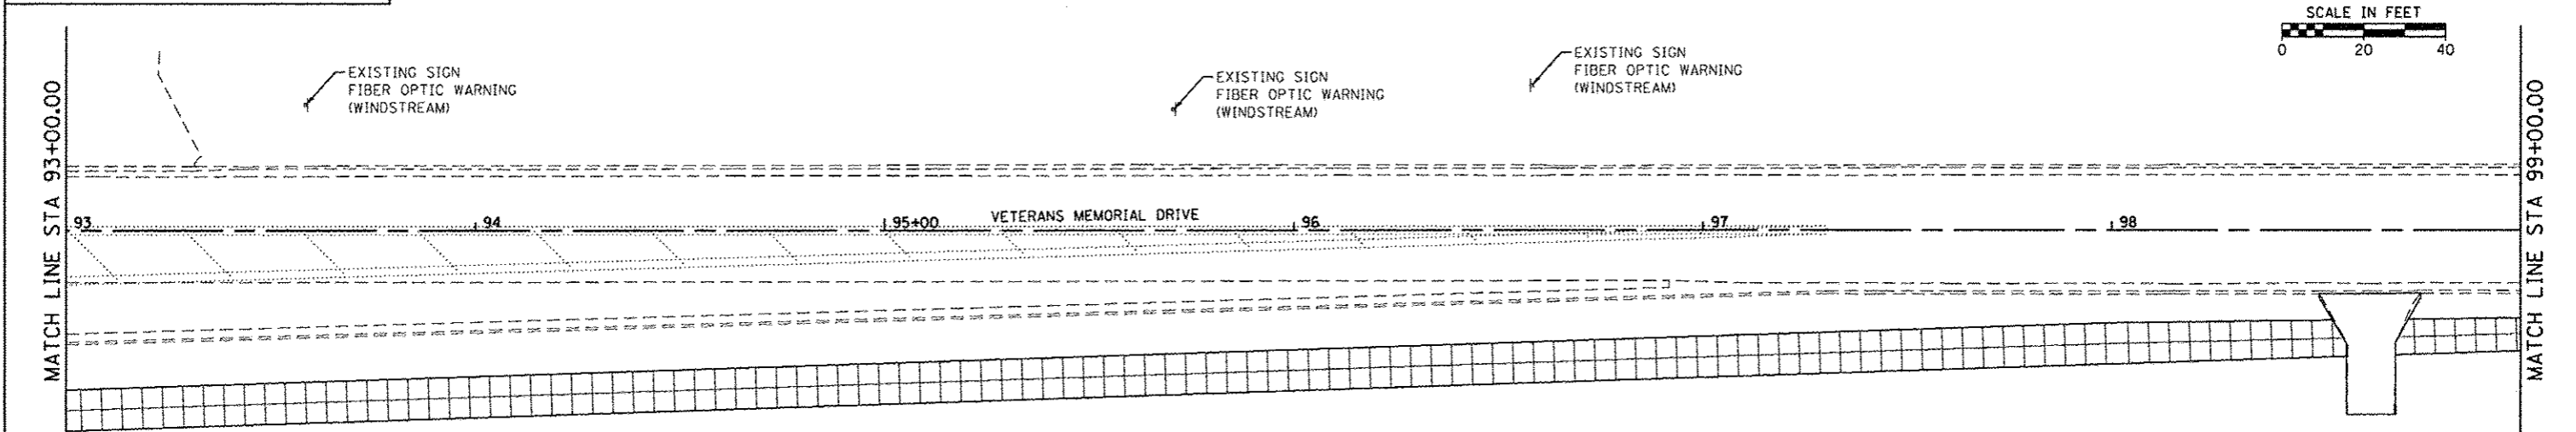 SCALE IN FEET
0 20 40
EXISTING SIGN
FIBER OPTIC WARNING
(WINDSTREAM)
EXISTING SIGN
FIBER OPTIC WARNING
(WINDSTREAM)
EXISTING SIGN
FIBER OPTIC WARNING
(WINDSTREAM)
MATCH LINE STA 93+00.00
93 94 95+00 VETERANS MEMORIAL DRIVE 96 97 98
MATCH LINE STA 99+00.00